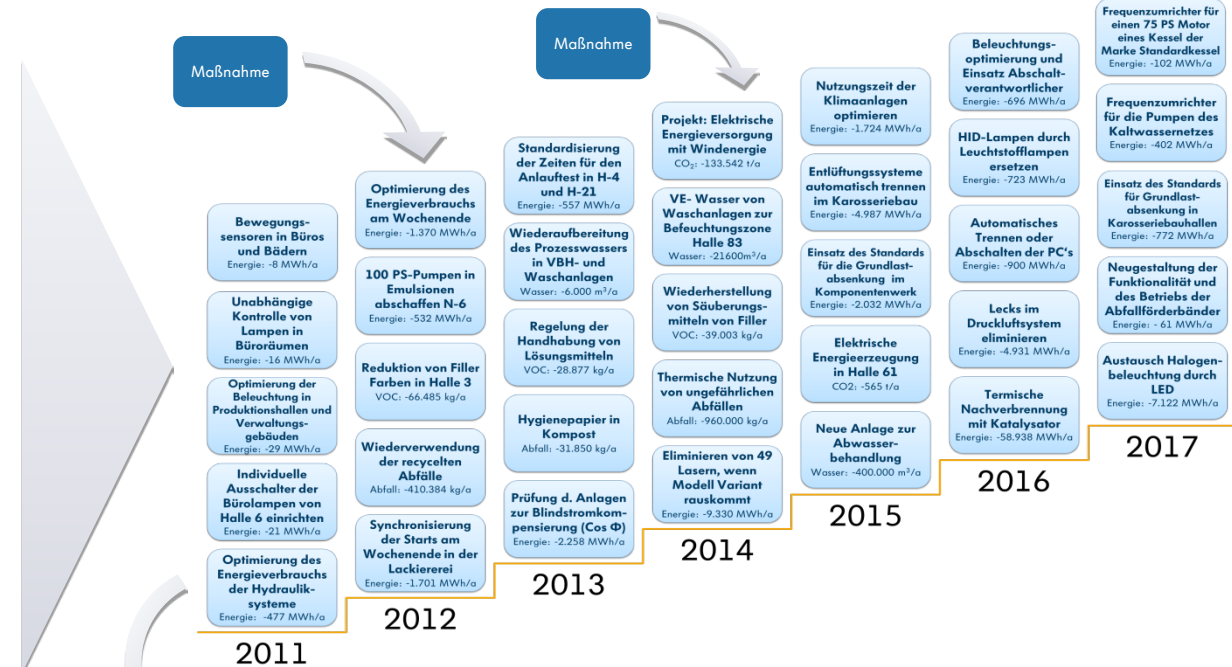 Maßnahme
Maßnahme
Bewegungs-
sensoren in Büros
und Bädern
Energie: -8 MWh/a
Unabhängige
Kontrolle von
Lampen in
Büroräumen
Energie: -16 MWh/a
Optimierung der
Beleuchtung in
Produktionshallen und
Verwaltungs-
gebäuden
Energie: -29 MWh/a
Individuelle
Ausschalter der
Bürolampen von
Halle 6 einrichten
Energie: -21 MWh/a
Optimierung des
Energieverbrauchs
der Hydraulik-
systeme
Energie: -477 MWh/a
2011
Optimierung des
Energieverbrauchs
am Wochenende
Energie: -1.370 MWh/a
100 PS-Pumpen in
Emulsionen
abschaffen N-6
Energie: -532 MWh/a
Reduktion von Filler
Farben in Halle 3
VOC: -66.485 kg/a
Wiederverwendung
der recycelten
Abfälle
Abfall: -410.384 kg/a
Synchronisierung
der Starts am
Wochenende in der
Lackiererei
Energie: -1.701 MWh/a
2012
Standardisierung
der Zeiten für den
Anlauftest in H-4
und H-21
Energie: -557 MWh/a
Wiederaufbereitung
des Prozesswassers
in VBH- und
Waschanlagen
Wasser: -6.000 m³/a
Regelung der
Handhabung von
Lösungsmitteln
VOC: -28.877 kg/a
Hygienepapier in
Kompost
Abfall: -31.850 kg/a
Prüfung d. Anlagen
zur Blindstromkom-
pensierung (Cos Φ)
Energie: -2.258 MWh/a
2013
Projekt: Elektrische
Energieversorgung
mit Windenergie
CO₂: -133.542 t/a
VE- Wasser von
Waschanlagen zur
Befeuchtungszone
Halle 83
Wasser: -21600m³/a
Wiederherstellung
von Säuberungs-
mitteln von Filler
VOC: -39.003 kg/a
Thermische Nutzung
von ungefährlichen
Abfällen
Abfall: -960.000 kg/a
Eliminieren von 49
Lasern, wenn
Modell Variant
rauskommt
Energie: -9.330 MWh/a
2014
Nutzungszeit der
Klimaanlagen
optimieren
Energie: -1.724 MWh/a
Entlüftungssysteme
automatisch trennen
im Karosseriebau
Energie: -4.987 MWh/a
Einsatz des Standards
für die Grundlast-
absenkung im
Komponentenwerk
Energie: -2.032 MWh/a
Elektrische
Energieerzeugung
in Halle 61
CO2: -565 t/a
Neue Anlage zur
Abwasser-
behandlung
Wasser: -400.000 m³/a
2015
Beleuchtungs-
optimierung und
Einsatz Abschalt-
verantwortlicher
Energie: -696 MWh/a
HID-Lampen durch
Leuchtstofflampen
ersetzen
Energie: -723 MWh/a
Automatisches
Trennen oder
Abschalten der PC‘s
Energie: -900 MWh/a
Lecks im
Druckluftsystem
eliminieren
Energie: -4.931 MWh/a
Termische
Nachverbrennung
mit Katalysator
Energie: -58.938 MWh/a
2016
Frequenzumrichter für
einen 75 PS Motor
eines Kessel der
Marke Standardkessel
Energie: -102 MWh/a
Frequenzumrichter
für die Pumpen des
Kaltwassernetzes
Energie: -402 MWh/a
Einsatz des Standards
für Grundlast-
absenkung in
Karosseriebauhallen
Energie: -772 MWh/a
Neugestaltung der
Funktionalität und
des Betriebs der
Abfallförderbänder
Energie: - 61 MWh/a
Austausch Halogen-
beleuchtung durch
LED
Energie: -7.122 MWh/a
2017